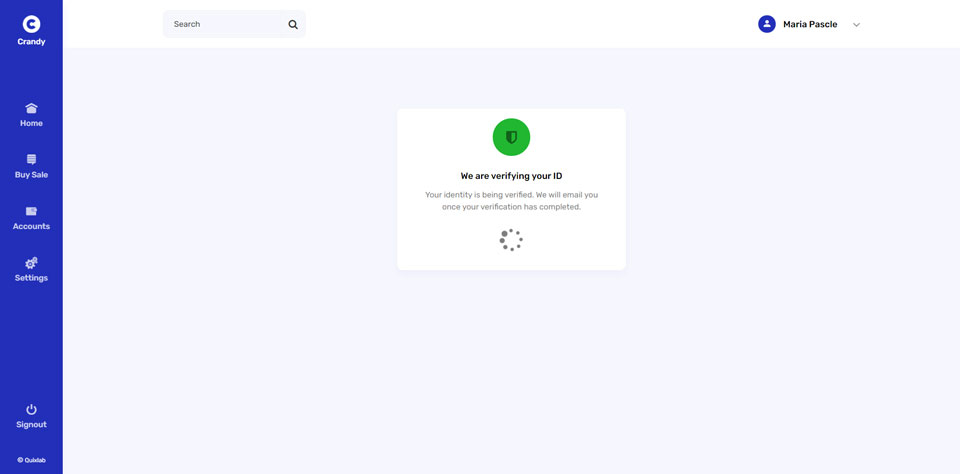 Crandy
Search
Maria Pascle
Home
Buy Sale
Accounts
Settings
Signout
© Quixlab
We are verifying your ID
Your identity is being verified. We will email you
once your verification has completed.